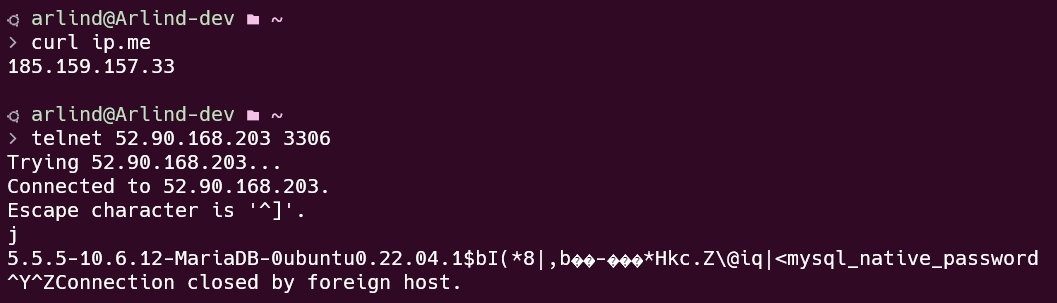 arlind@Arlind-dev ~
> curl ip.me
185.159.157.33
arlind@Arlind-dev ~
> telnet 52.90.168.203 3306
Trying 52.90.168.203...
Connected to 52.90.168.203.
Escape character is '^]'.
j
5.5.5-10.6.12-MariaDB-0ubuntu0.22.04.1$bI(*8|,b��-���*Hkc.Z\@iq|<mysql_native_password
^Y^ZConnection closed by foreign host.